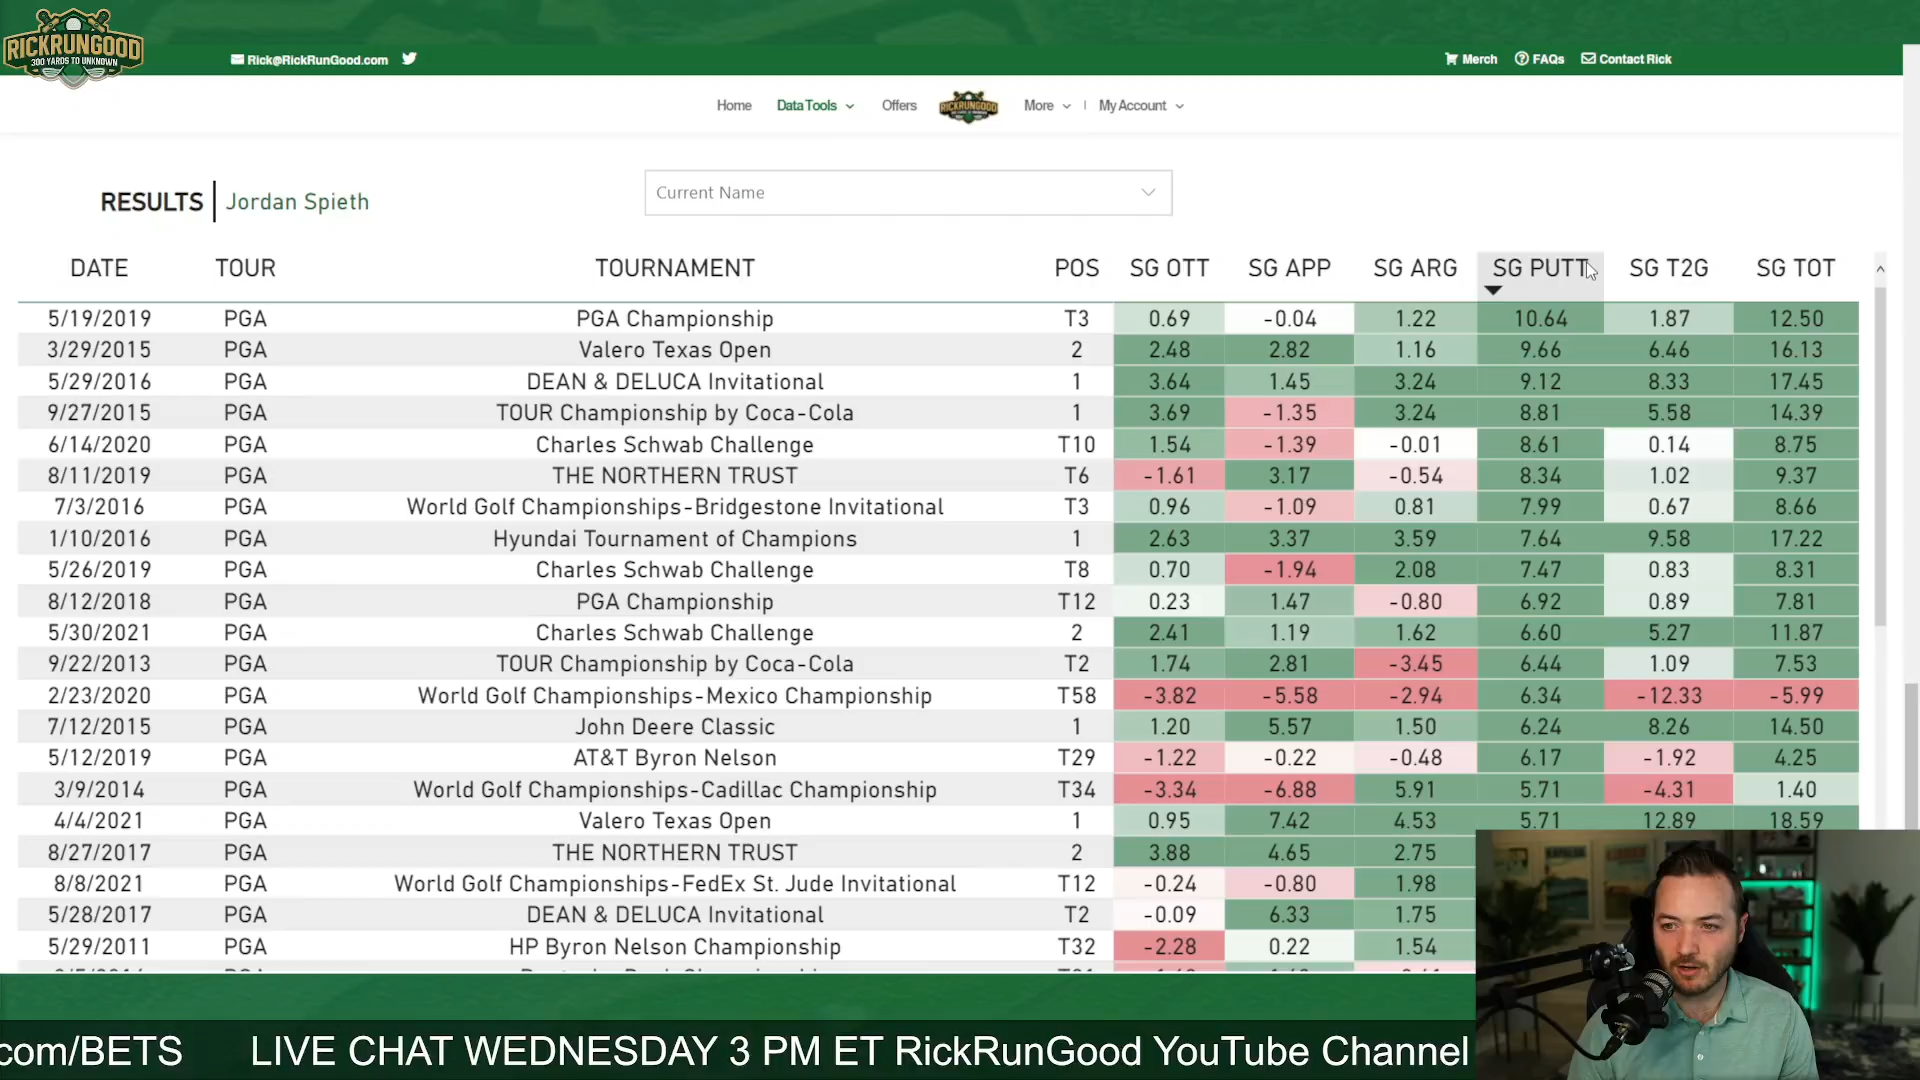 RICKRUNGOOD
300 YARDS TO UNKNOWN
Rick@RickRunGood.com
Merch FAQs Contact Rick
Home Data Tools Offers RICKRUNGOOD More | My Account
RESULTS | Jordan Spieth
Current Name
DATE TOUR TOURNAMENT POS SG OTT SG APP SG ARG SG PUTT SG T2G SG TOT
5/19/2019 PGA PGA Championship T3 0.69 -0.04 1.22 10.64 1.87 12.50
3/29/2015 PGA Valero Texas Open 2 2.48 2.82 1.16 9.66 6.46 16.13
5/29/2016 PGA DEAN & DELUCA Invitational 1 3.64 1.45 3.24 9.12 8.33 17.45
9/27/2015 PGA TOUR Championship by Coca-Cola 1 3.69 -1.35 3.24 8.81 5.58 14.39
6/14/2020 PGA Charles Schwab Challenge T10 1.54 -1.39 -0.01 8.61 0.14 8.75
8/11/2019 PGA THE NORTHERN TRUST T6 -1.61 3.17 -0.54 8.34 1.02 9.37
7/3/2016 PGA World Golf Championships-Bridgestone Invitational T3 0.96 -1.09 0.81 7.99 0.67 8.66
1/10/2016 PGA Hyundai Tournament of Champions 1 2.63 3.37 3.59 7.64 9.58 17.22
5/26/2019 PGA Charles Schwab Challenge T8 0.70 -1.94 2.08 7.47 0.83 8.31
8/12/2018 PGA PGA Championship T12 0.23 1.47 -0.80 6.92 0.89 7.81
5/30/2021 PGA Charles Schwab Challenge 2 2.41 1.19 1.62 6.60 5.27 11.87
9/22/2013 PGA TOUR Championship by Coca-Cola T2 1.74 2.81 -3.45 6.44 1.09 7.53
2/23/2020 PGA World Golf Championships-Mexico Championship T58 -3.82 -5.58 -2.94 6.34 -12.33 -5.99
7/12/2015 PGA John Deere Classic 1 1.20 5.57 1.50 6.24 8.26 14.50
5/12/2019 PGA AT&T Byron Nelson T29 -1.22 -0.22 -0.48 6.17 -1.92 4.25
3/9/2014 PGA World Golf Championships-Cadillac Championship T34 -3.34 -6.88 5.91 5.71 -4.31 1.40
4/4/2021 PGA Valero Texas Open 1 0.95 7.42 4.53 5.71 12.89 18.59
8/27/2017 PGA THE NORTHERN TRUST 2 3.88 4.65 2.75
8/8/2021 PGA World Golf Championships-FedEx St. Jude Invitational T12 -0.24 -0.80 1.98
5/28/2017 PGA DEAN & DELUCA Invitational T2 -0.09 6.33 1.75
5/29/2011 PGA HP Byron Nelson Championship T32 -2.28 0.22 1.54
com/BETS LIVE CHAT WEDNESDAY 3 PM ET RickRunGood YouTube Channel